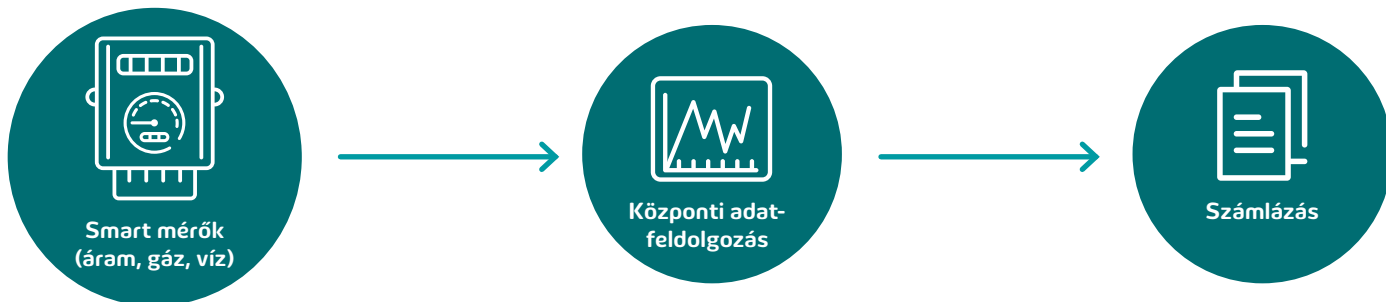 Smart mérők
(áram, gáz, víz)
Központi adat-
feldolgozás
Számlázás